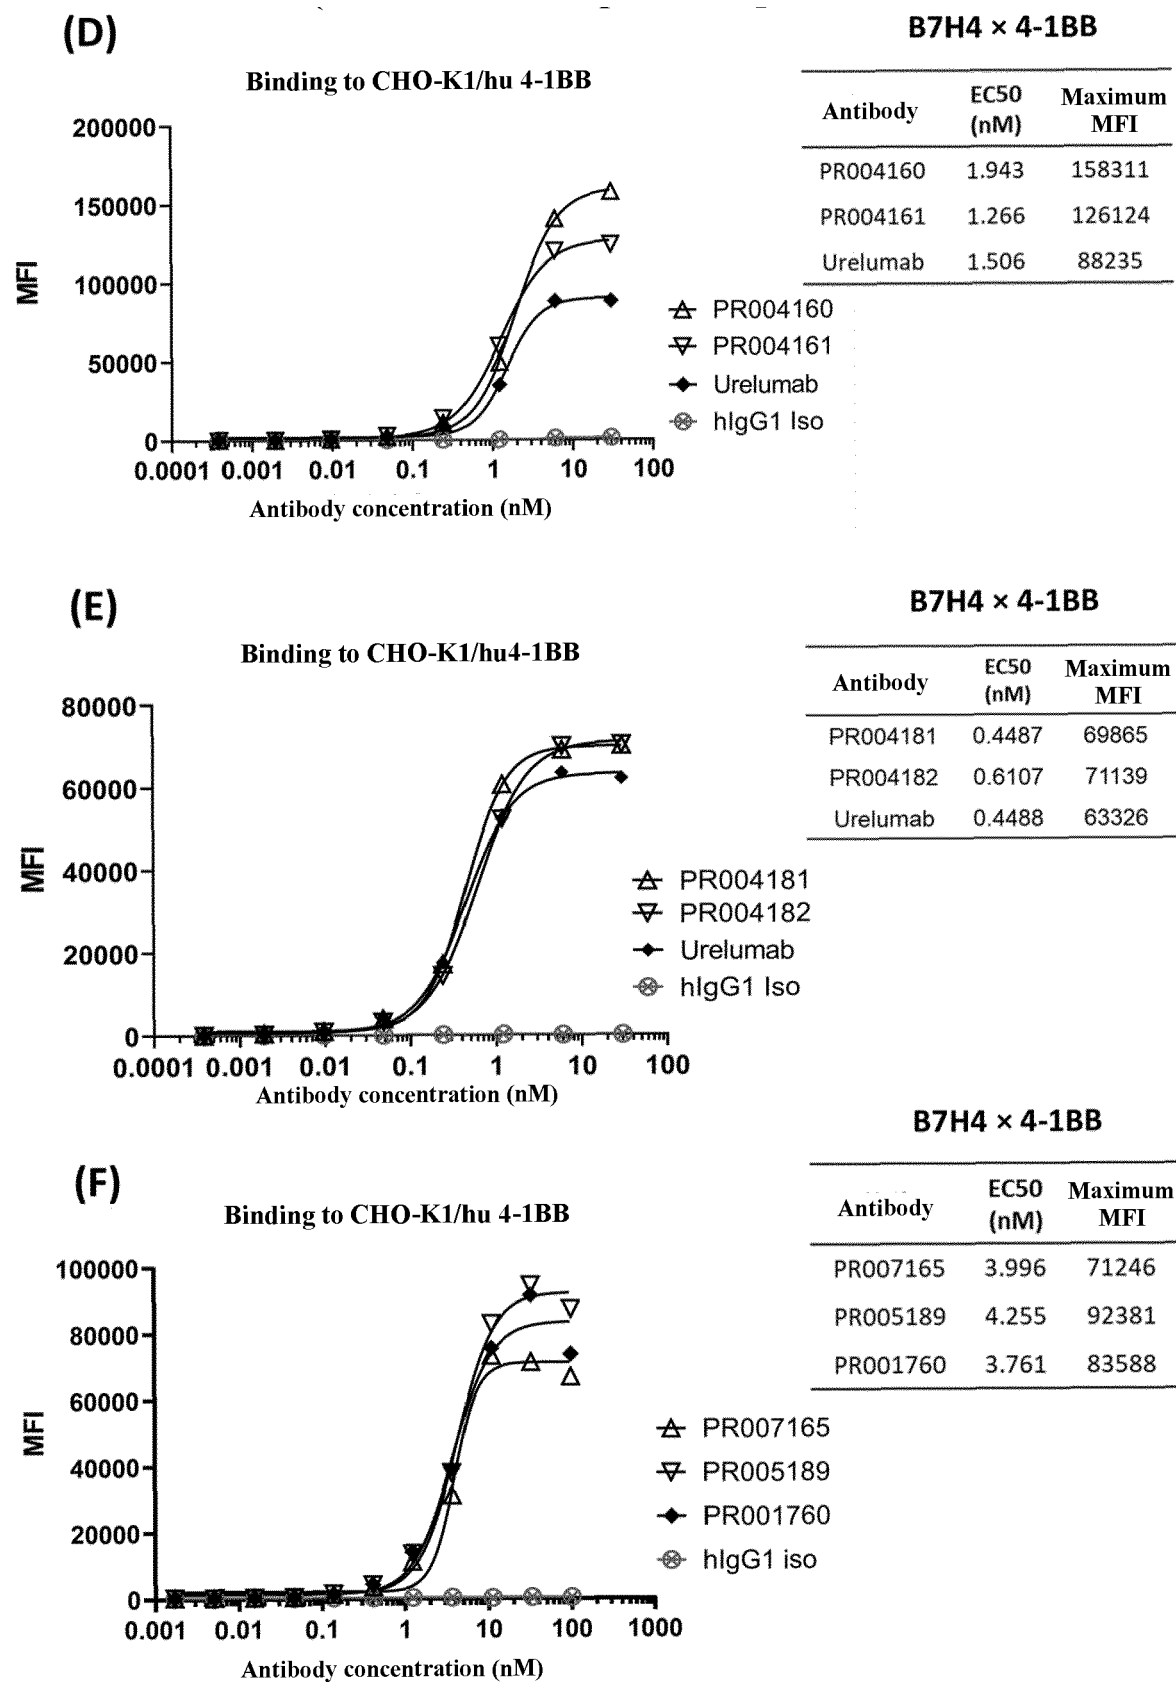 (D)
B7H4 × 4-1BB
Binding to CHO-K1/hu 4-1BB
Antibody EC50 (nM) Maximum MFI
PR004160 1.943 158311
PR004161 1.266 126124
Urelumab 1.506 88235
200000
150000
100000
50000
0
MFI
PR004160
PR004161
Urelumab
hIgG1 Iso
0.0001 0.001 0.01 0.1 1 10 100
Antibody concentration (nM)
(E)
B7H4 × 4-1BB
Binding to CHO-K1/hu4-1BB
Antibody EC50 (nM) Maximum MFI
PR004181 0.4487 69865
PR004182 0.6107 71139
Urelumab 0.4488 63326
80000
60000
40000
20000
0
MFI
PR004181
PR004182
Urelumab
hIgG1 Iso
0.0001 0.001 0.01 0.1 1 10 100
Antibody concentration (nM)
(F)
B7H4 × 4-1BB
Binding to CHO-K1/hu 4-1BB
Antibody EC50 (nM) Maximum MFI
PR007165 3.996 71246
PR005189 4.255 92381
PR001760 3.761 83588
100000
80000
60000
40000
20000
0
MFI
PR007165
PR005189
PR001760
hIgG1 iso
0.001 0.01 0.1 1 10 100 1000
Antibody concentration (nM)